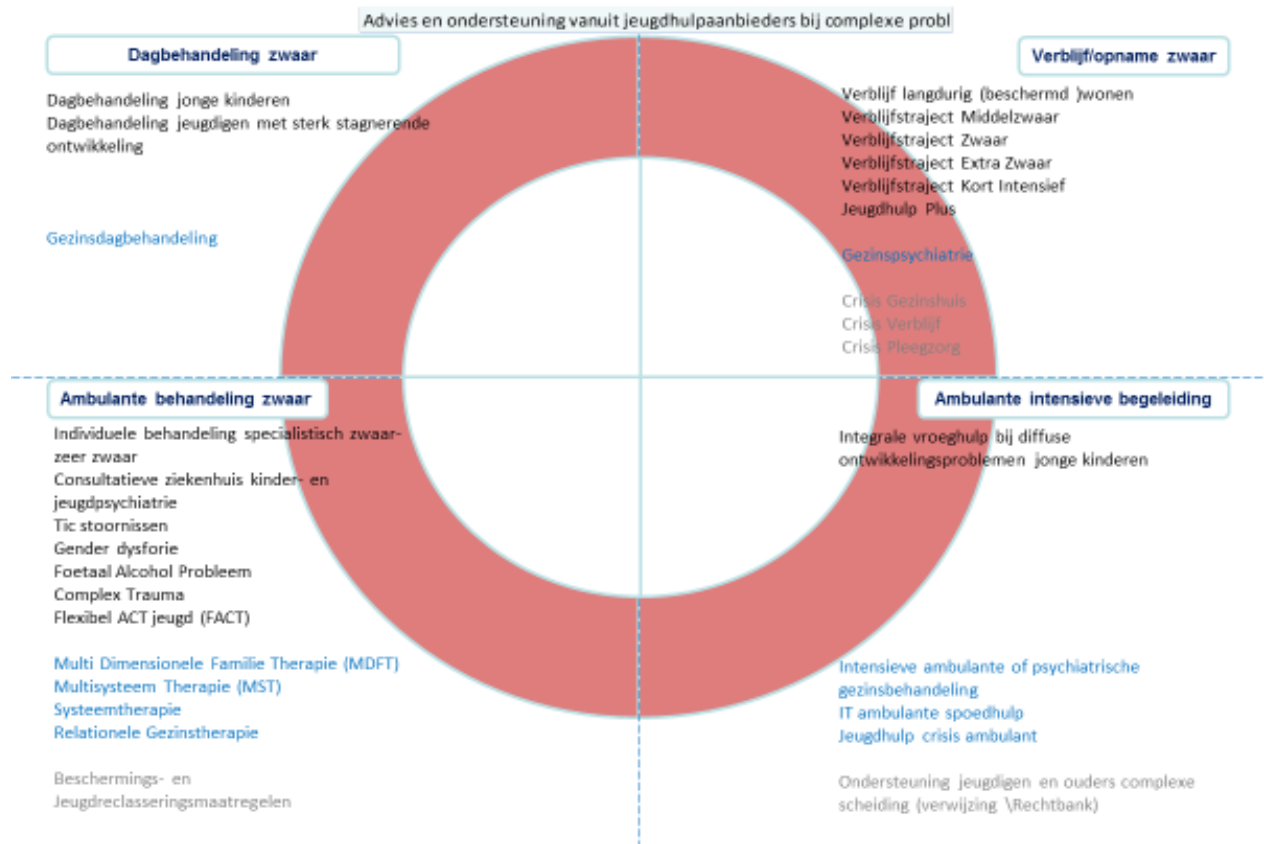 Advies en ondersteuning vanuit jeugdhulpaanbieders bij complexe probl
Dagbehandeling zwaar
Dagbehandeling jonge kinderen
Dagbehandeling jeugdigen met sterk stagnerende
ontwikkeling
Gezinsdagbehandeling
Verblijf/opname zwaar
Verblijf langdurig (beschermd )wonen
Verblijfstraject Middelzwaar
Verblijfstraject Zwaar
Verblijfstraject Extra Zwaar
Verblijfstraject Kort Intensief
Jeugdhulp Plus
Gezinspsychiatrie
Crisis Gezinshuis
Crisis Verblijf
Crisis Pleegzorg
Ambulante behandeling zwaar
Individuele behandeling specialistisch zwaar-
zeer zwaar
Consultatieve ziekenhuis kinder- en
jeugdpsychiatrie
Tic stoornissen
Gender dysforie
Foetaal Alcohol Probleem
Complex Trauma
Flexibel ACT jeugd (FACT)
Multi Dimensionele Familie Therapie (MDFT)
Multisysteem Therapie (MST)
Systeemtherapie
Relationele Gezinstherapie
Beschermings- en
Jeugdreclasseringsmaatregelen
Ambulante intensieve begeleiding
Integrale vroeghulp bij diffuse
ontwikkelingsproblemen jonge kinderen
Intensieve ambulante of psychiatrische
gezinsbehandeling
IT ambulante spoedhulp
Jeugdhulp crisis ambulant
Ondersteuning jeugdigen en ouders complexe
scheiding (verwijzing \Rechtbank)